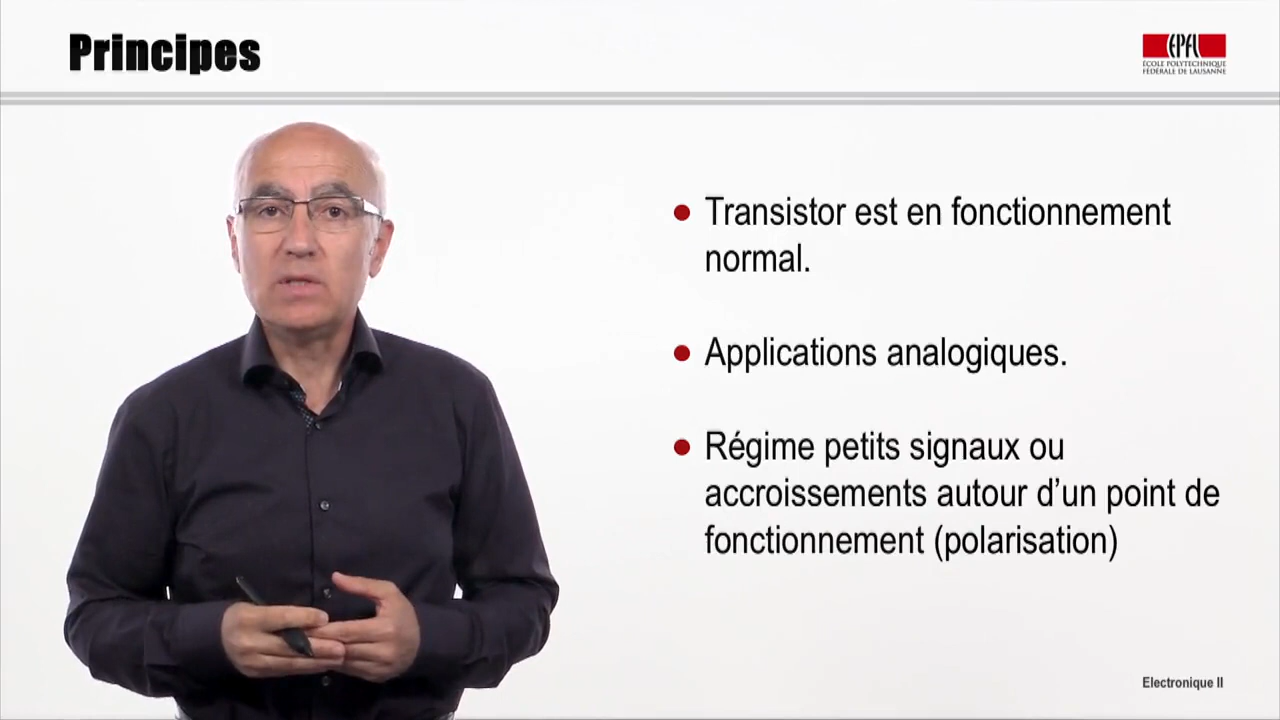 Principes
EPFL
ÉCOLE POLYTECHNIQUE
FÉDÉRALE DE LAUSANNE
Transistor est en fonctionnement
normal.
Applications analogiques.
Régime petits signaux ou
accroissements autour d’un point de
fonctionnement (polarisation)
Electronique II